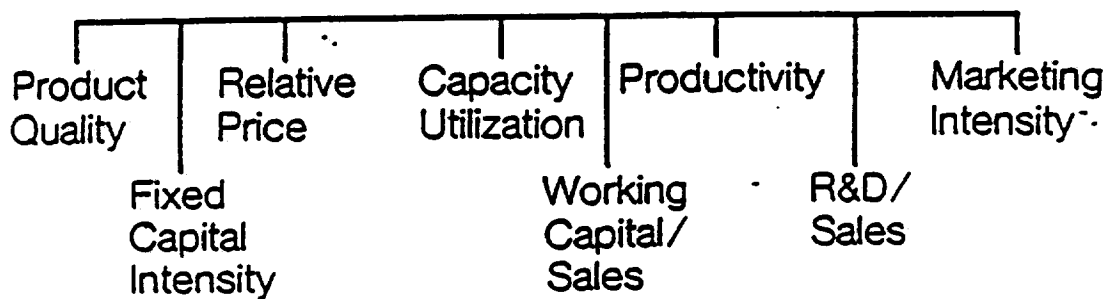 Product
Quality
Relative
Price
Capacity
Utilization
Productivity
Marketing
Intensity
Fixed
Capital
Intensity
Working
Capital/
Sales
R&D/
Sales